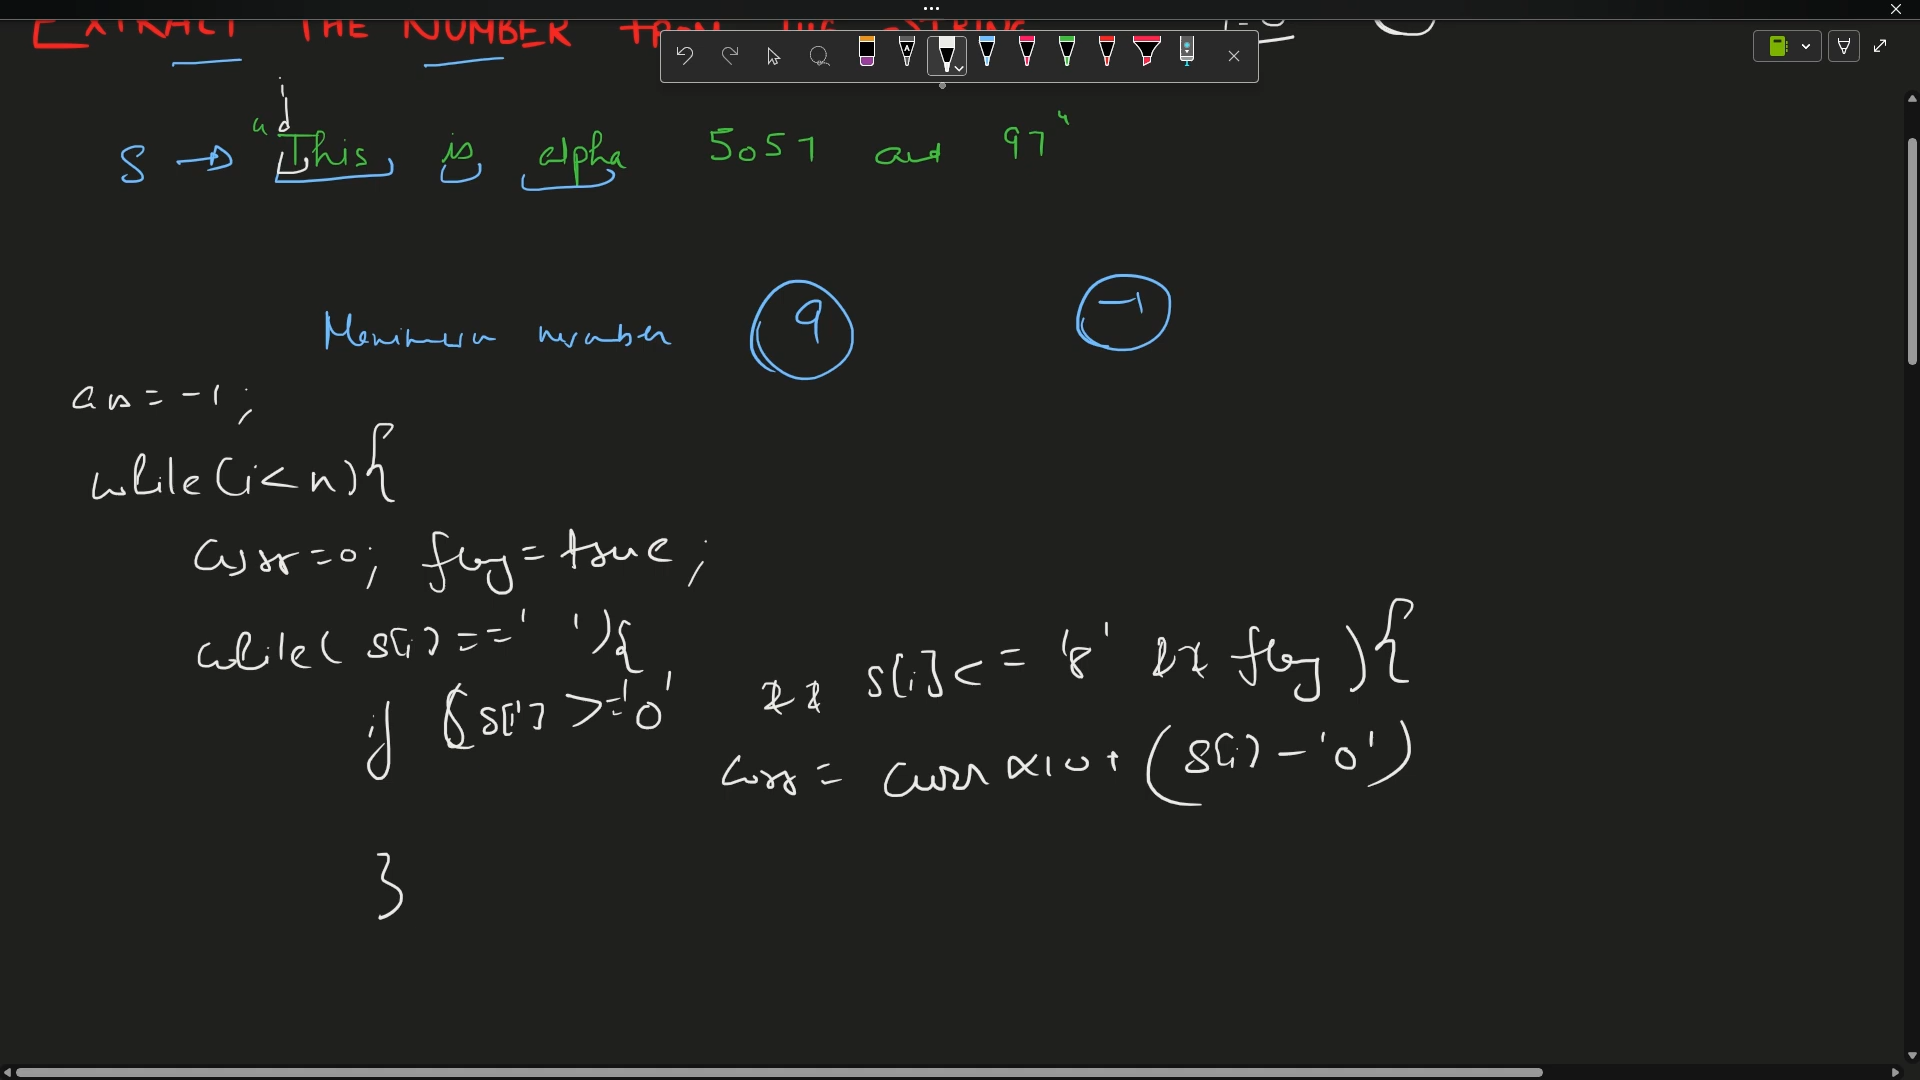 EXTRACT THE NUMBER FROM THE STRING
i
S → "This is alpha 5057 and 97"
Maximum number 9 -1
ans = -1;
while(i<n){
curr=0; flag=true;
while( s[i]==' '){
if (s[i] >='0' && s[i]<= '8' && flag){
curr = curr×10+(s[i]-'0')
}